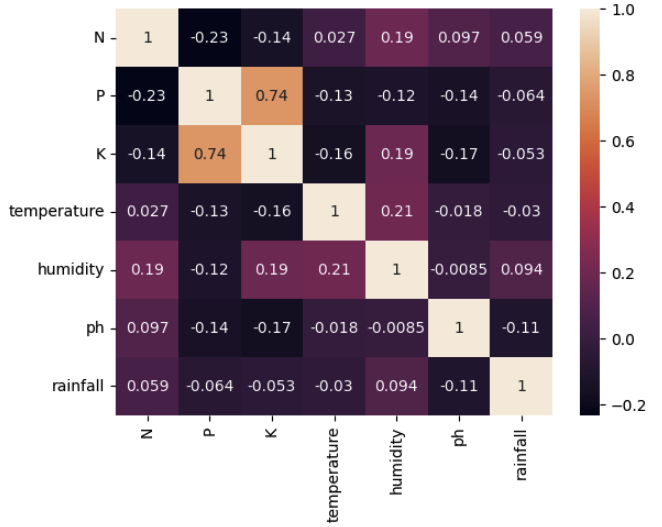 N 1 -0.23 -0.14 0.027 0.19 0.097 0.059
P -0.23 1 0.74 -0.13 -0.12 -0.14 -0.064
K -0.14 0.74 1 -0.16 0.19 -0.17 -0.053
temperature 0.027 -0.13 -0.16 1 0.21 -0.018 -0.03
humidity 0.19 -0.12 0.19 0.21 1 -0.0085 0.094
ph 0.097 -0.14 -0.17 -0.018 -0.0085 1 -0.11
rainfall 0.059 -0.064 -0.053 -0.03 0.094 -0.11 1
N P K temperature humidity ph rainfall
1.0
0.8
0.6
0.4
0.2
0.0
−0.2